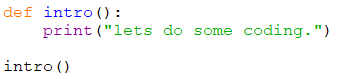 def intro():
    print("lets do some coding.")

intro()